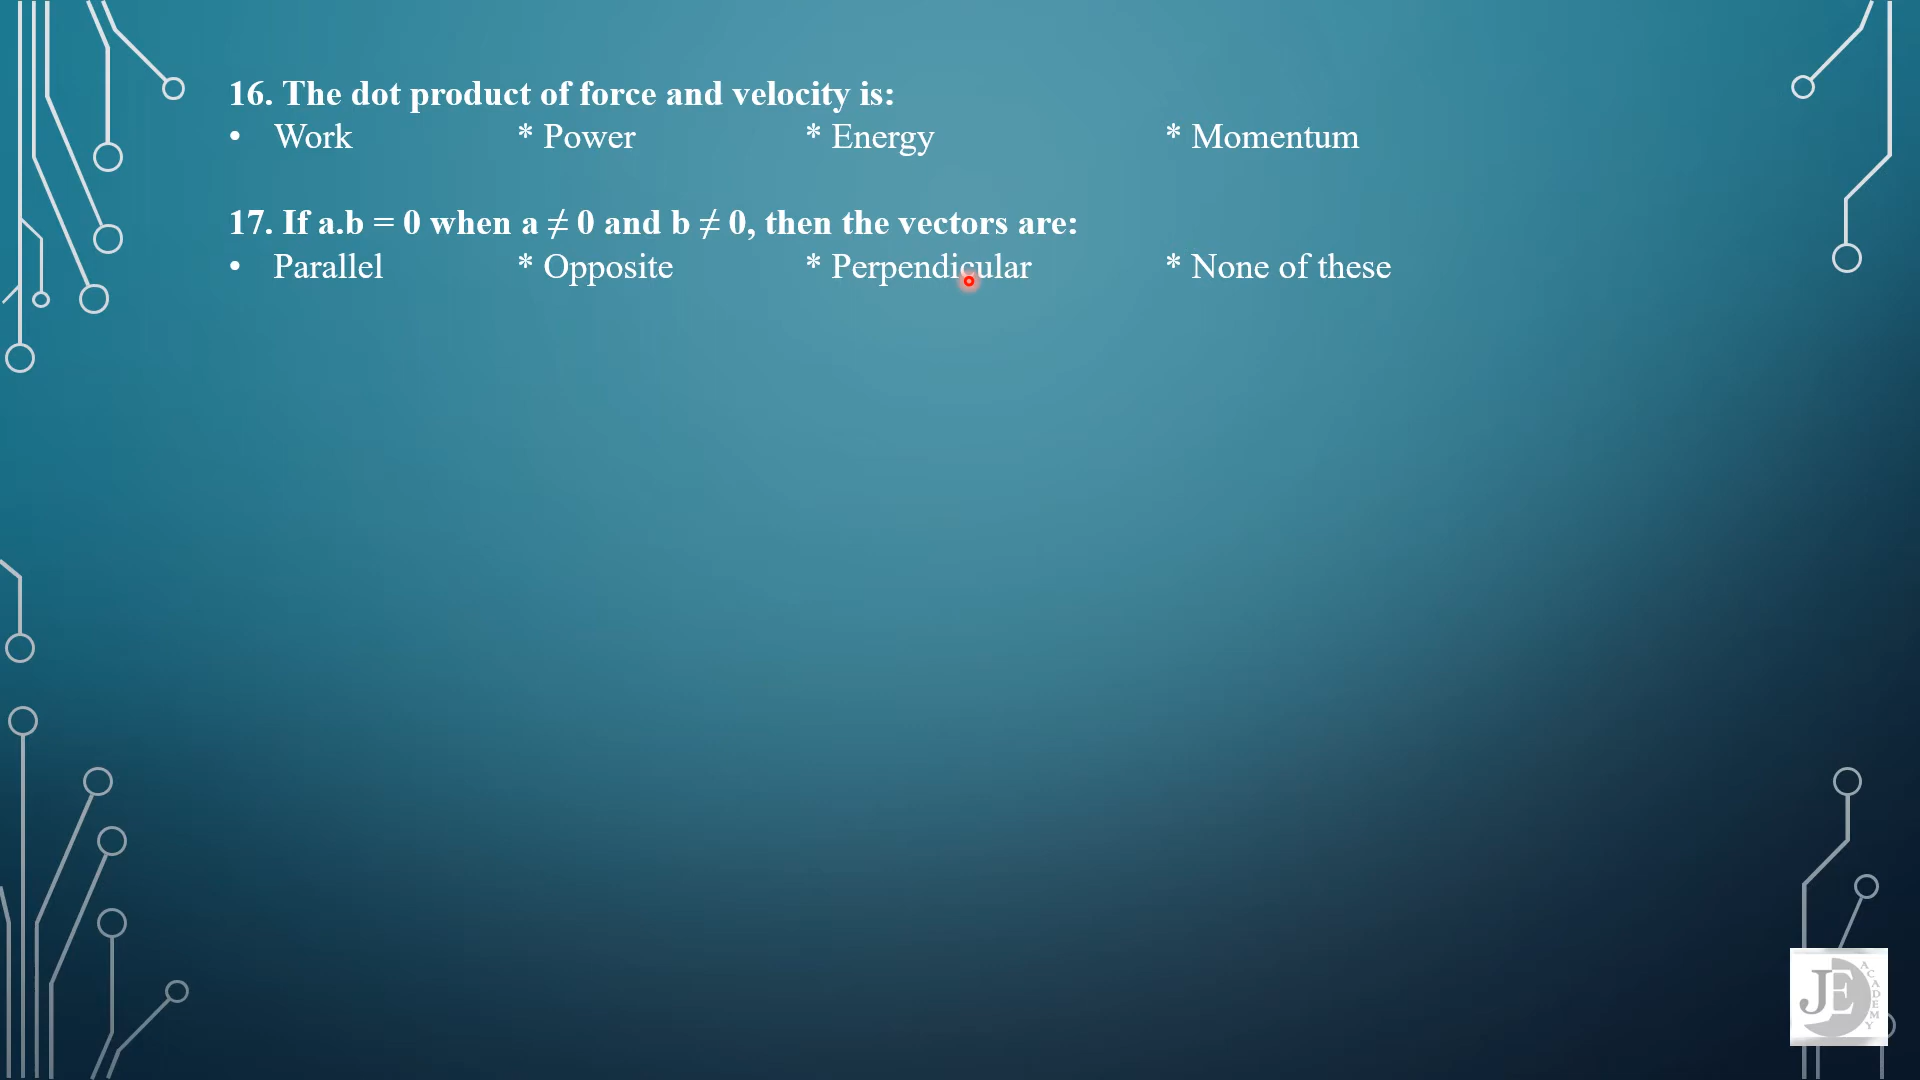 16. The dot product of force and velocity is:
• Work * Power * Energy * Momentum
17. If a.b = 0 when a ≠ 0 and b ≠ 0, then the vectors are:
• Parallel * Opposite * Perpendicular * None of these
JE
ACADEMY